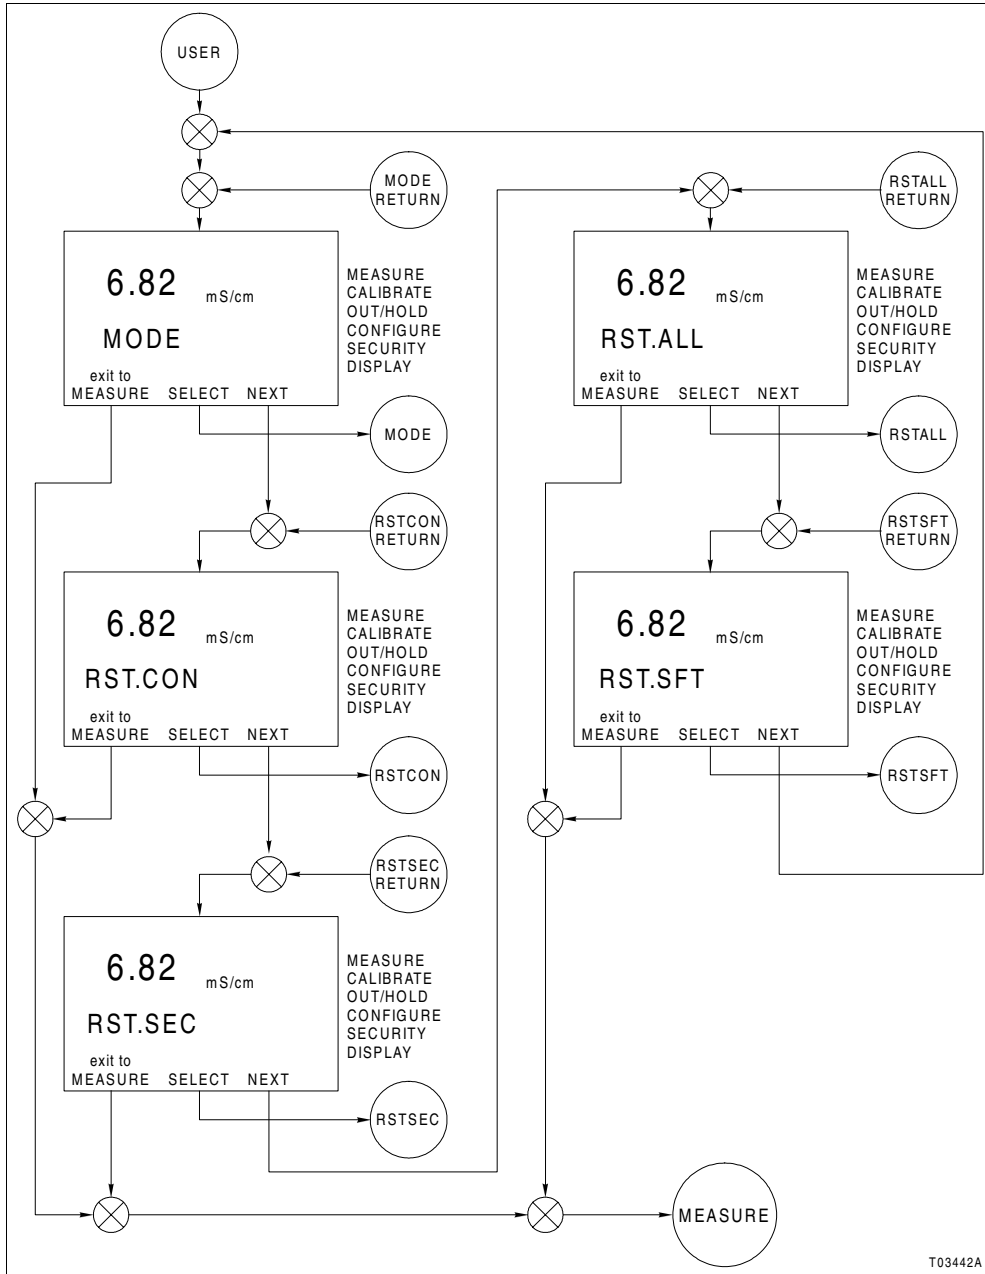 USER
MODE
RETURN
6.82
mS/cm
MODE
exit to
MEASURE SELECT NEXT
MEASURE
CALIBRATE
OUT/HOLD
CONFIGURE
SECURITY
DISPLAY
MODE
RSTCON
RETURN
6.82
mS/cm
RST.CON
exit to
MEASURE SELECT NEXT
MEASURE
CALIBRATE
OUT/HOLD
CONFIGURE
SECURITY
DISPLAY
RSTCON
RSTSEC
RETURN
6.82
mS/cm
RST.SEC
exit to
MEASURE SELECT NEXT
MEASURE
CALIBRATE
OUT/HOLD
CONFIGURE
SECURITY
DISPLAY
RSTSEC
RSTALL
RETURN
6.82
mS/cm
RST.ALL
exit to
MEASURE SELECT NEXT
MEASURE
CALIBRATE
OUT/HOLD
CONFIGURE
SECURITY
DISPLAY
RSTALL
RSTSFT
RETURN
6.82
mS/cm
RST.SFT
exit to
MEASURE SELECT NEXT
MEASURE
CALIBRATE
OUT/HOLD
CONFIGURE
SECURITY
DISPLAY
RSTSFT
MEASURE
T03442A